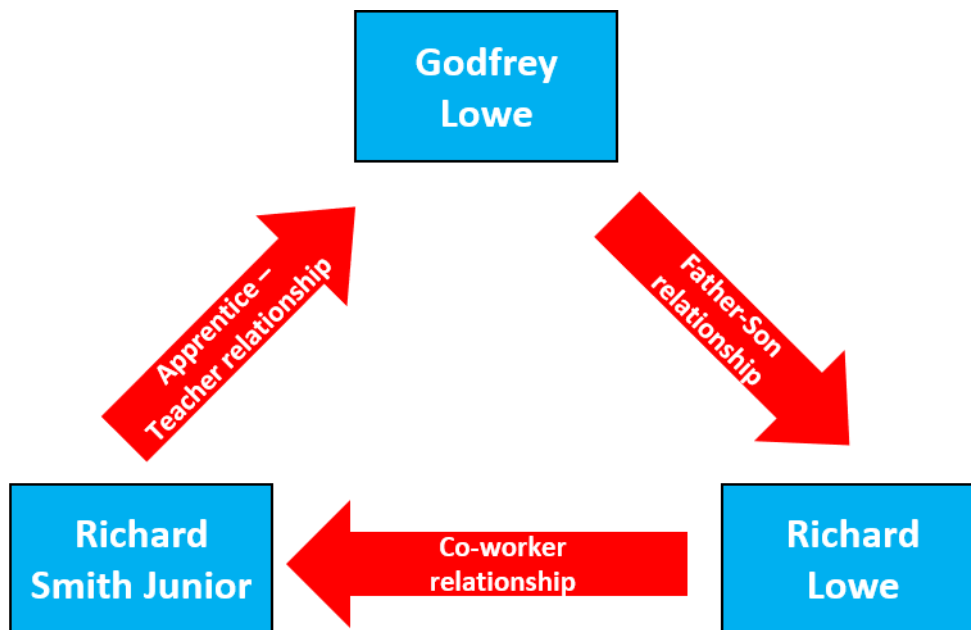 Godfrey
Lowe
Apprentice –
Teacher relationship
Father-Son
relationship
Richard
Smith Junior
Co-worker
relationship
Richard
Lowe